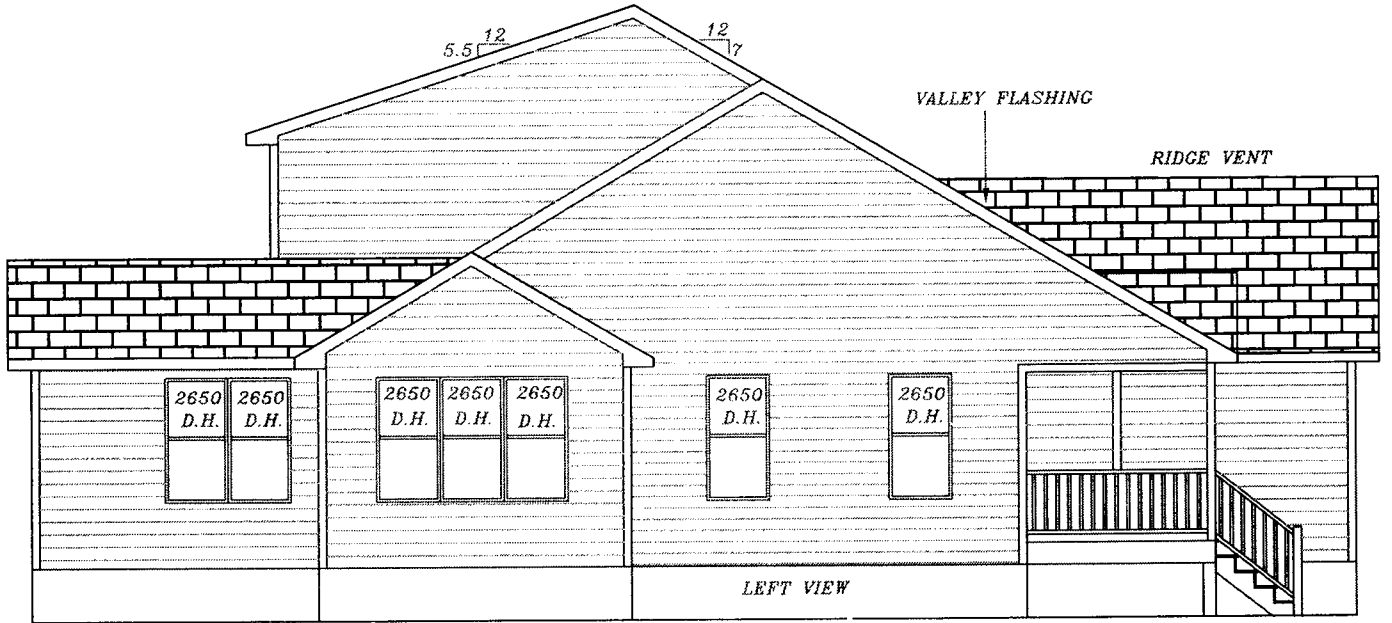 12
5.5
12
7
VALLEY FLASHING
RIDGE VENT
2650 2650
D.H. D.H.
2650 2650 2650
D.H. D.H. D.H.
2650
D.H.
2650
D.H.
LEFT VIEW